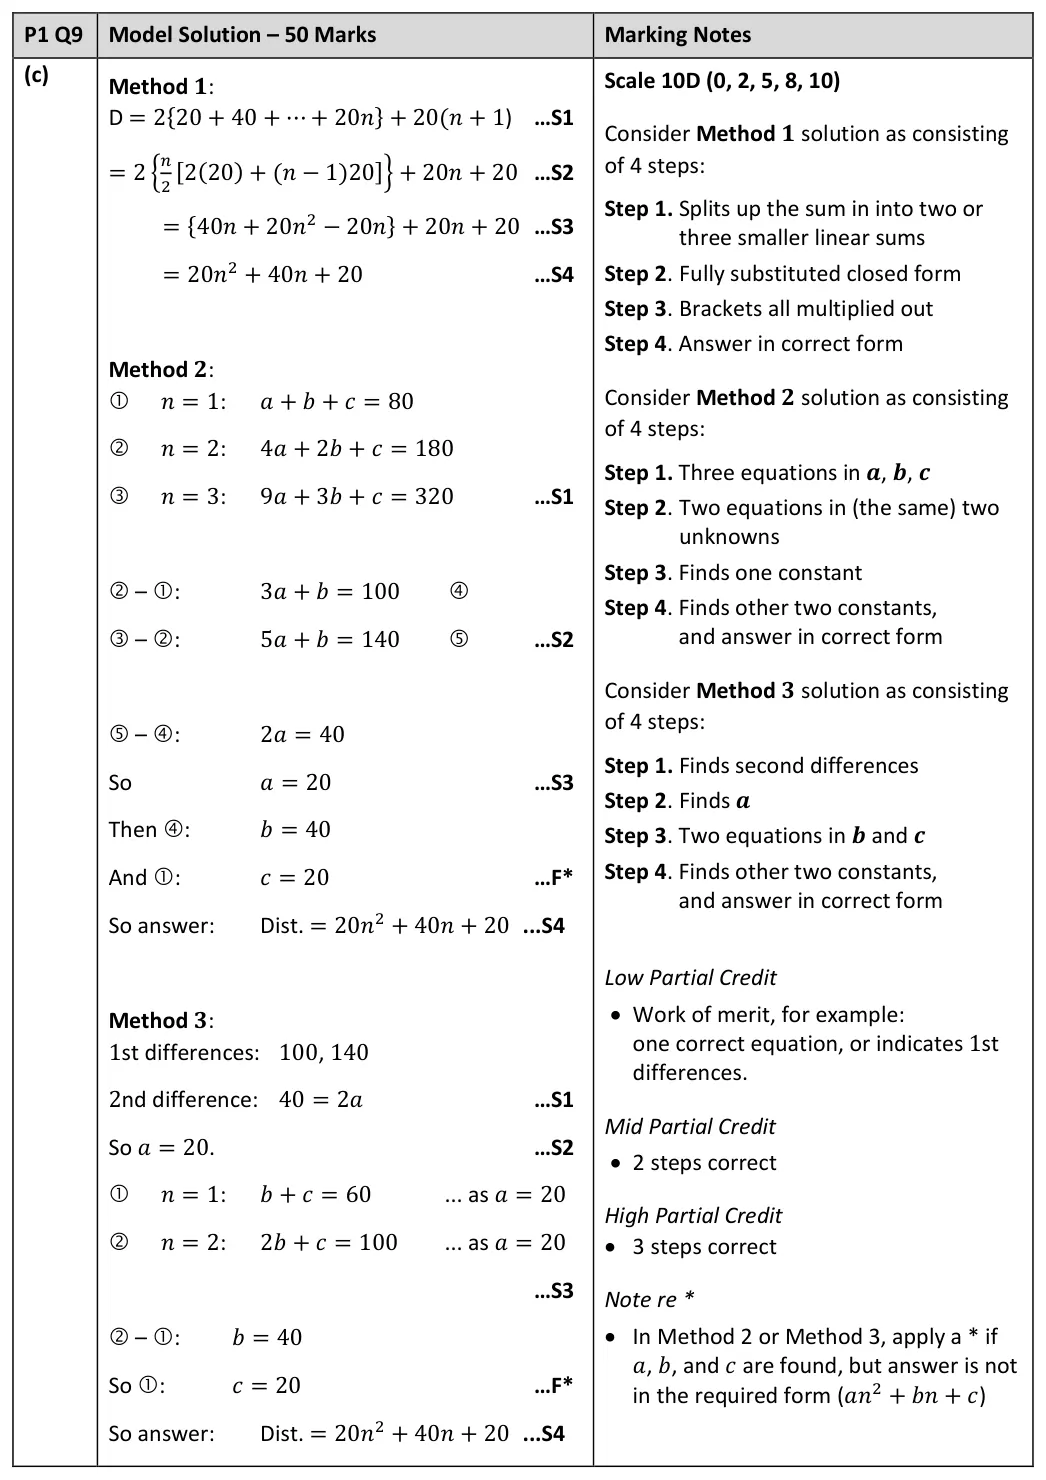 P1 Q9 Model Solution – 50 Marks Marking Notes
(c)
Method 1:
D = 2{20 + 40 + ⋯ + 20n} + 20(n + 1) ...S1
= 2 {n/2 [2(20) + (n − 1)20]} + 20n + 20 ...S2
= {40n + 20n² − 20n} + 20n + 20 ...S3
= 20n² + 40n + 20 ...S4
Method 2:
① n = 1: a + b + c = 80
② n = 2: 4a + 2b + c = 180
③ n = 3: 9a + 3b + c = 320 ...S1
② – ①: 3a + b = 100 ④
③ – ②: 5a + b = 140 ⑤ ...S2
⑤ – ④: 2a = 40
So a = 20 ...S3
Then ④: b = 40
And ①: c = 20 ...F*
So answer: Dist. = 20n² + 40n + 20 ...S4
Method 3:
1st differences: 100, 140
2nd difference: 40 = 2a ...S1
So a = 20. ...S2
① n = 1: b + c = 60 ... as a = 20
② n = 2: 2b + c = 100 ... as a = 20
...S3
② – ①: b = 40
So ①: c = 20 ...F*
So answer: Dist. = 20n² + 40n + 20 ...S4
Scale 10D (0, 2, 5, 8, 10)
Consider Method 1 solution as consisting
of 4 steps:
Step 1. Splits up the sum in into two or
three smaller linear sums
Step 2. Fully substituted closed form
Step 3. Brackets all multiplied out
Step 4. Answer in correct form
Consider Method 2 solution as consisting
of 4 steps:
Step 1. Three equations in a, b, c
Step 2. Two equations in (the same) two
unknowns
Step 3. Finds one constant
Step 4. Finds other two constants,
and answer in correct form
Consider Method 3 solution as consisting
of 4 steps:
Step 1. Finds second differences
Step 2. Finds a
Step 3. Two equations in b and c
Step 4. Finds other two constants,
and answer in correct form
Low Partial Credit
• Work of merit, for example:
one correct equation, or indicates 1st
differences.
Mid Partial Credit
• 2 steps correct
High Partial Credit
• 3 steps correct
Note re *
• In Method 2 or Method 3, apply a * if
a, b, and c are found, but answer is not
in the required form (an² + bn + c)